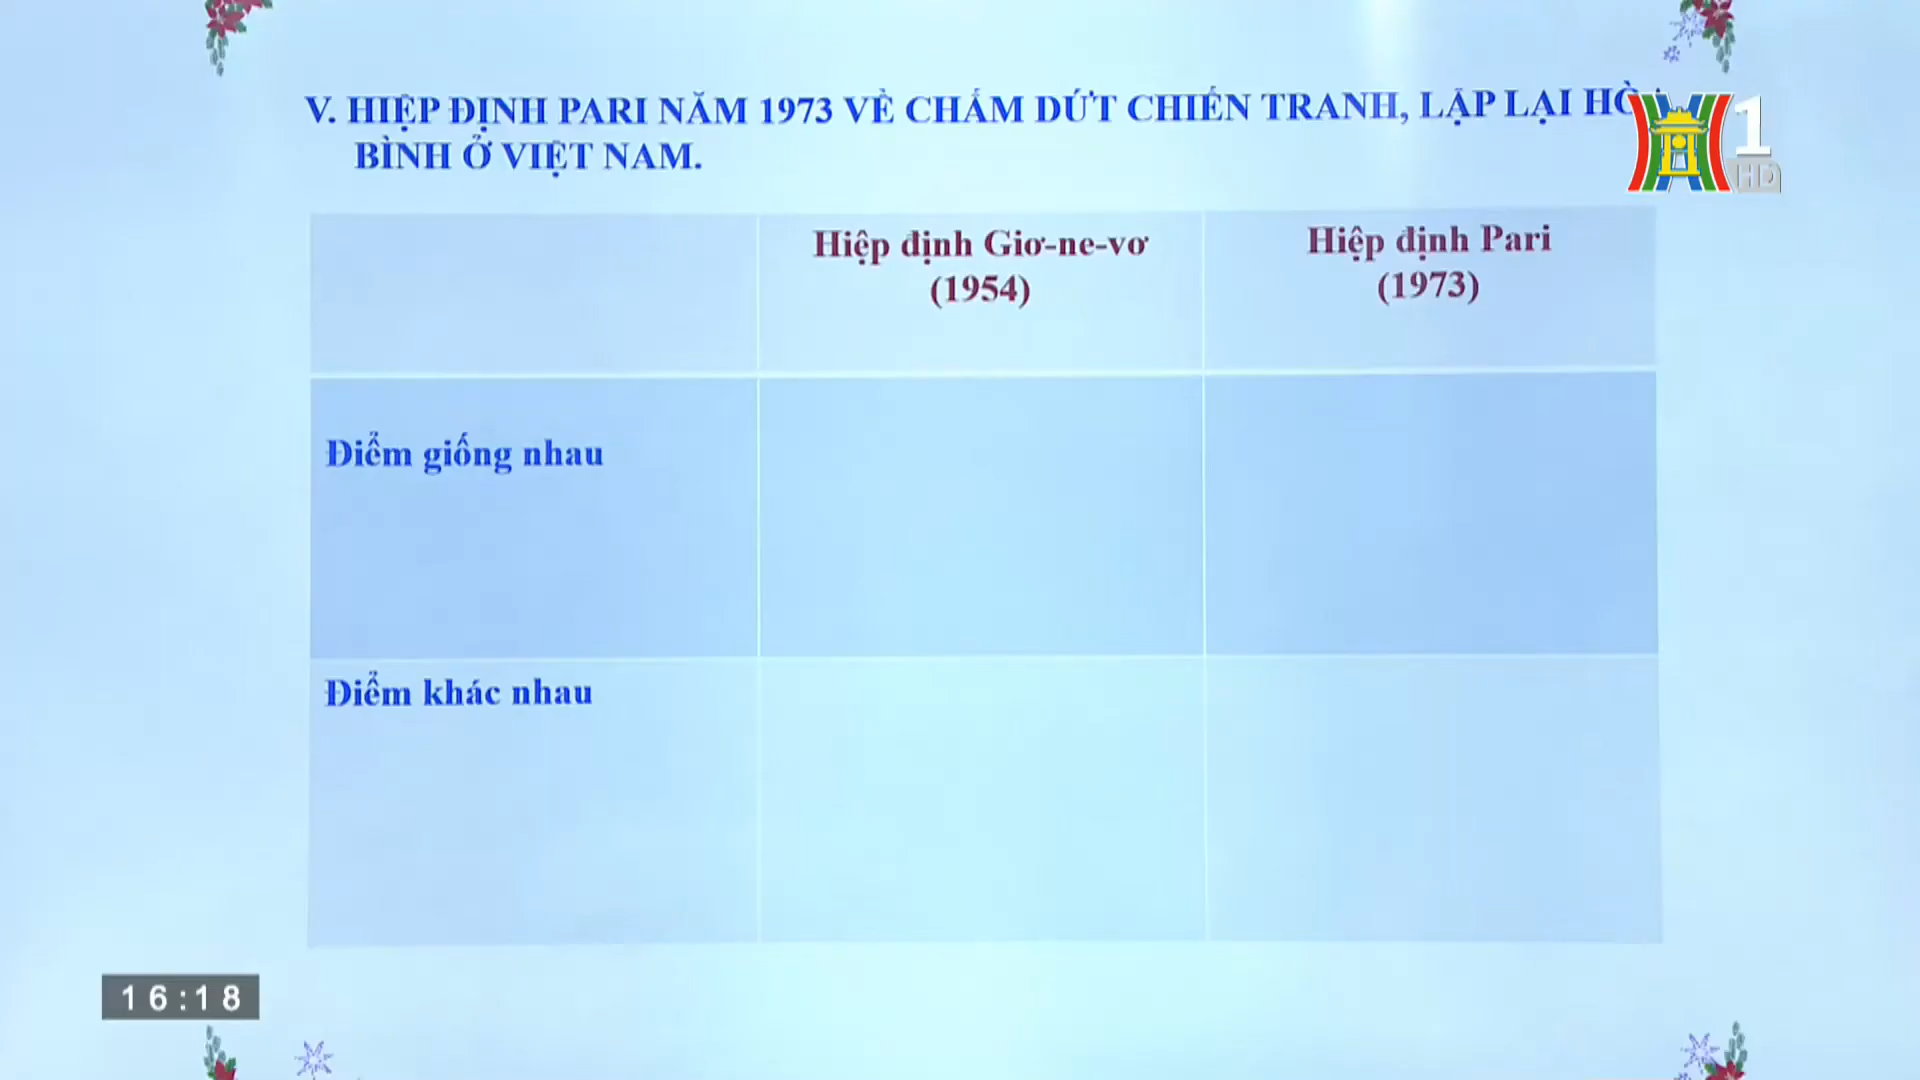 V. HIỆP ĐỊNH PARI NĂM 1973 VỀ CHẤM DỨT CHIẾN TRANH, LẬP LẠI HÒA
BÌNH Ở VIỆT NAM.
1
HD
Hiệp định Giơ-ne-vơ
(1954)
Hiệp định Pari
(1973)
Điểm giống nhau
Điểm khác nhau
16:18